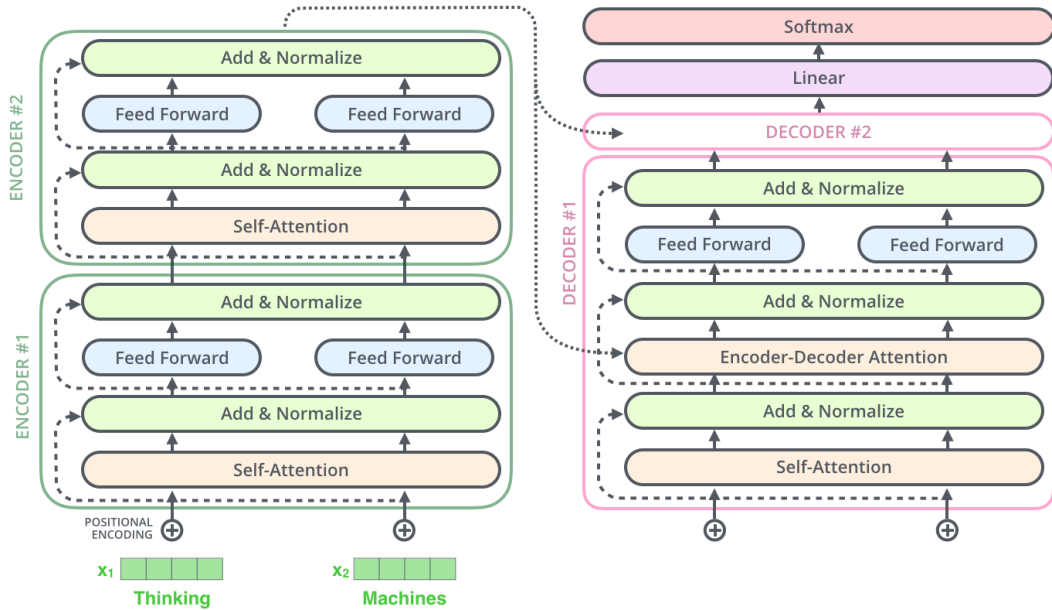 ENCODER #2
Add & Normalize
Feed Forward
Feed Forward
Add & Normalize
Self-Attention
ENCODER #1
Add & Normalize
Feed Forward
Feed Forward
Add & Normalize
Self-Attention
POSITIONAL
ENCODING
x1
x2
Thinking
Machines
Softmax
Linear
DECODER #2
DECODER #1
Add & Normalize
Feed Forward
Feed Forward
Add & Normalize
Encoder-Decoder Attention
Add & Normalize
Self-Attention